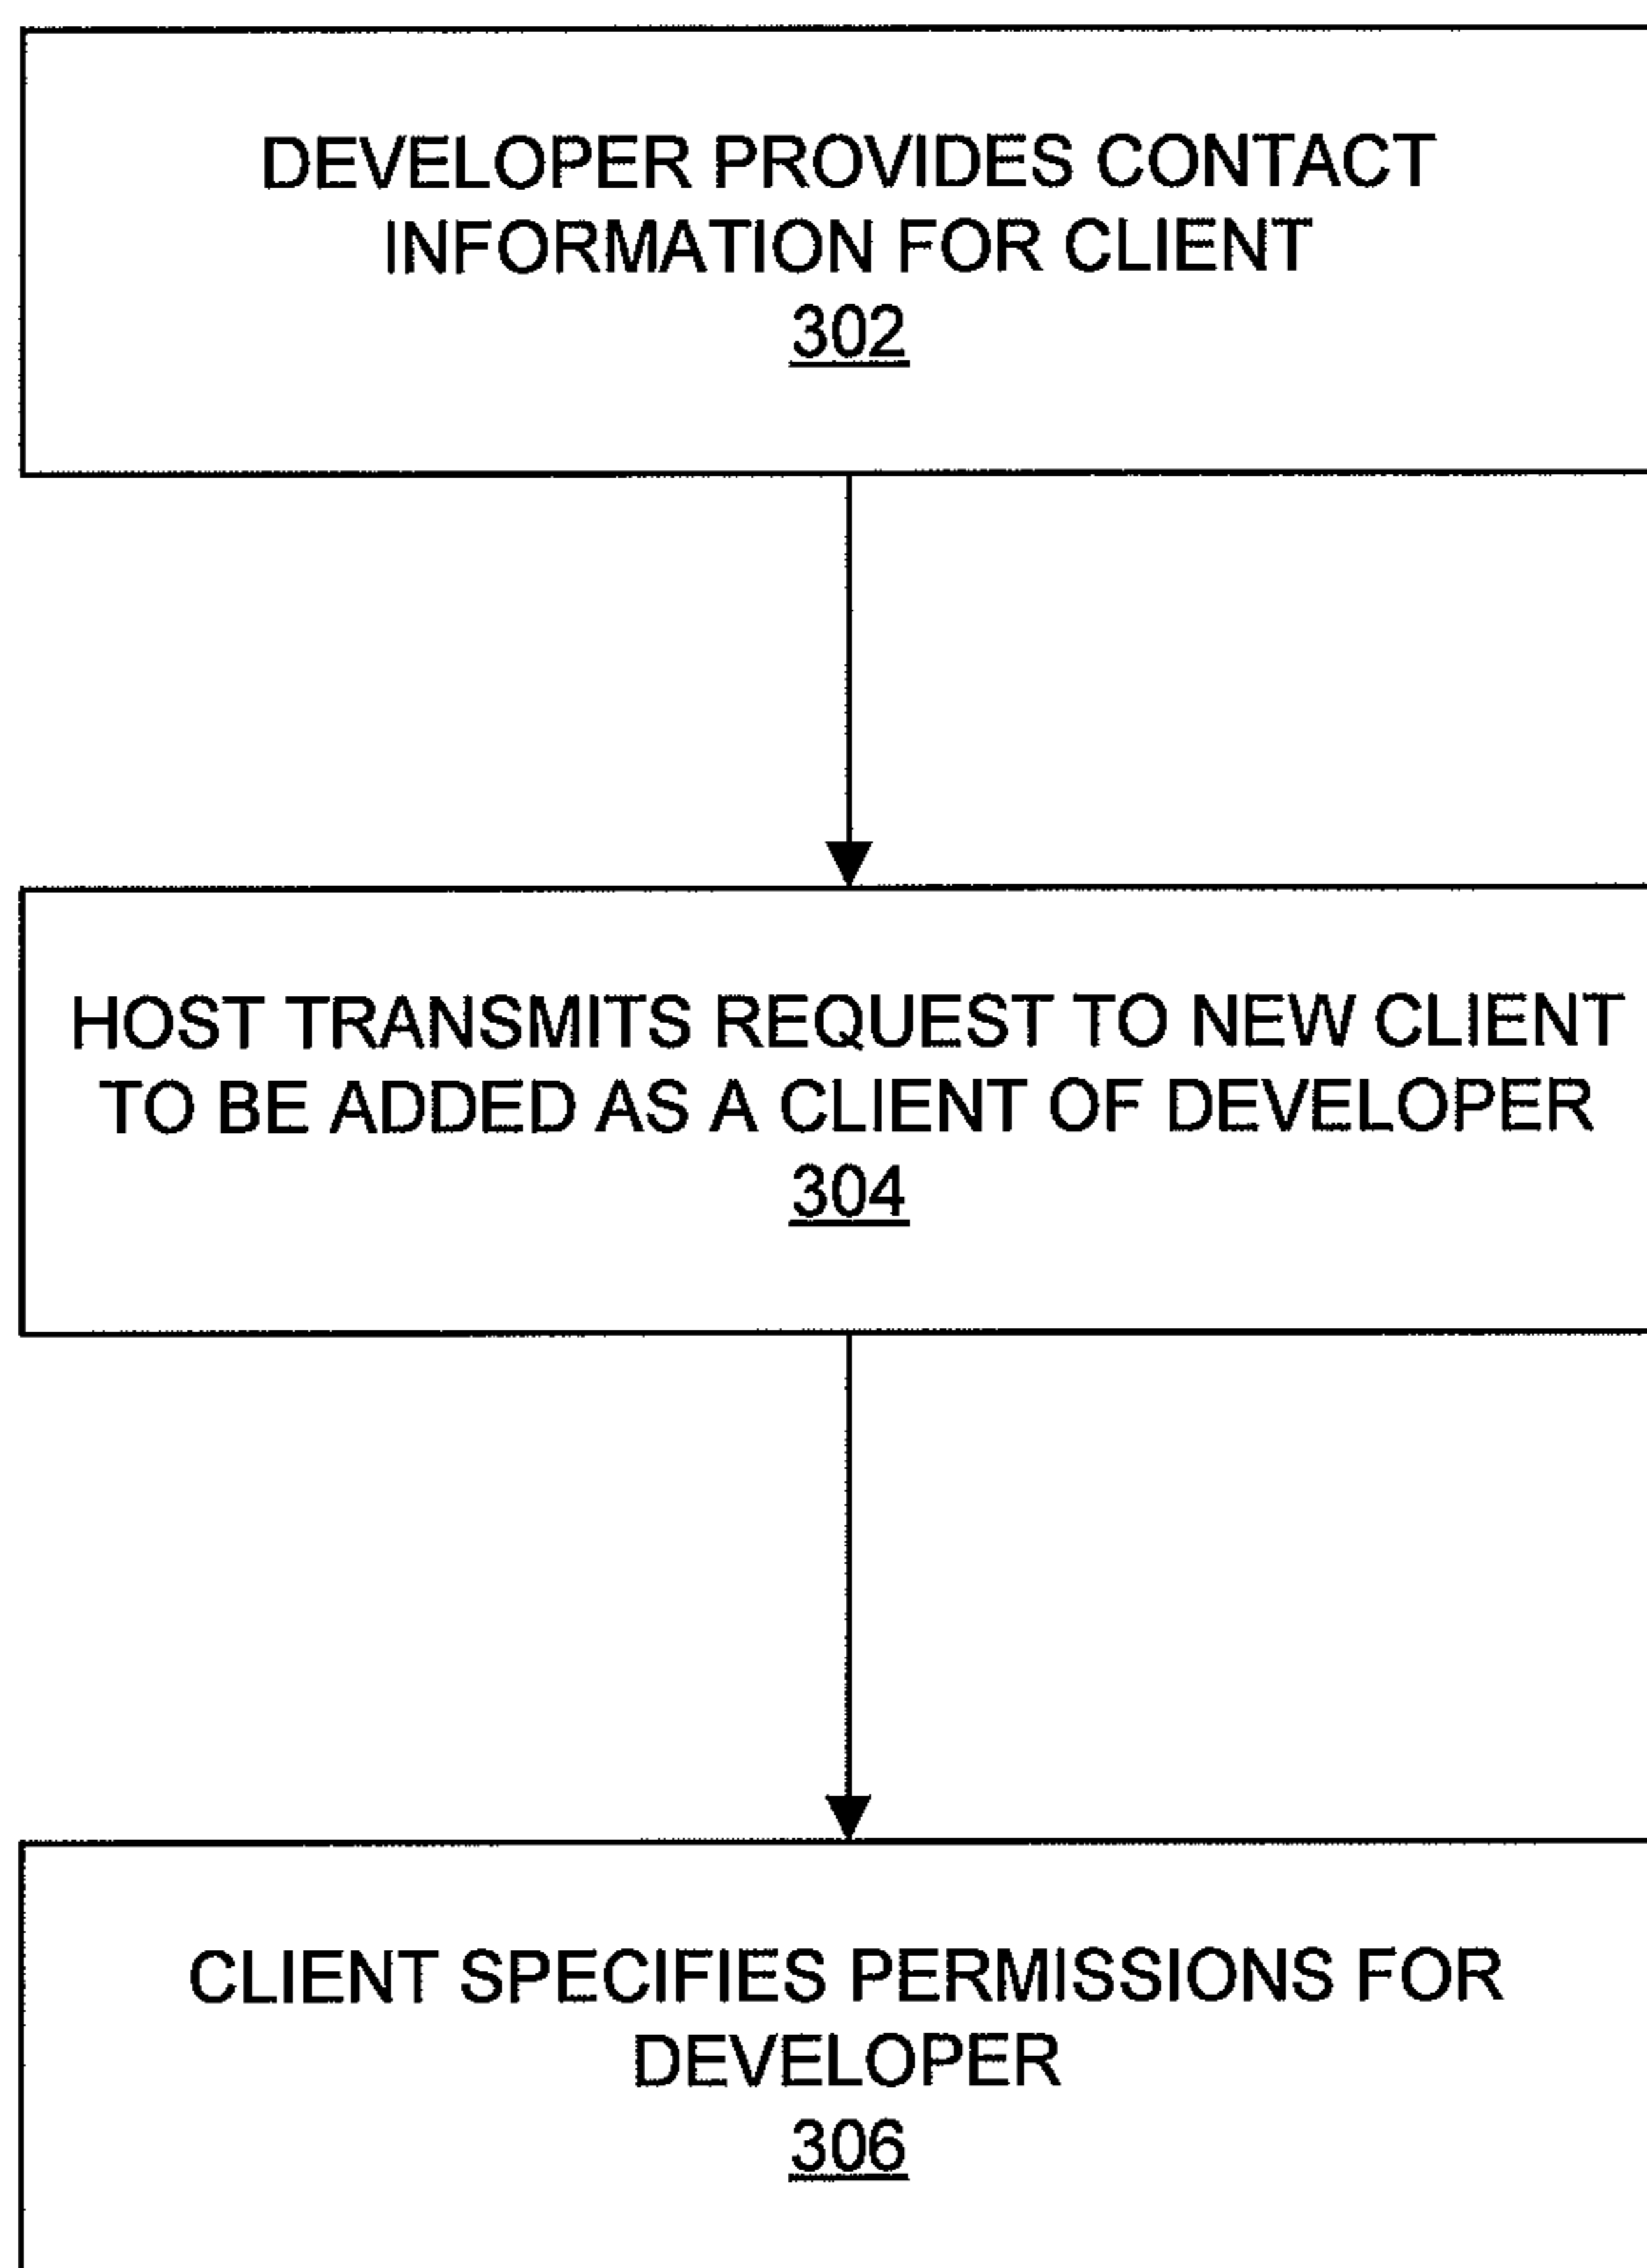 DEVELOPER PROVIDES CONTACT
INFORMATION FOR CLIENT
302
HOST TRANSMITS REQUEST TO NEW CLIENT
TO BE ADDED AS A CLIENT OF DEVELOPER
304
CLIENT SPECIFIES PERMISSIONS FOR
DEVELOPER
306